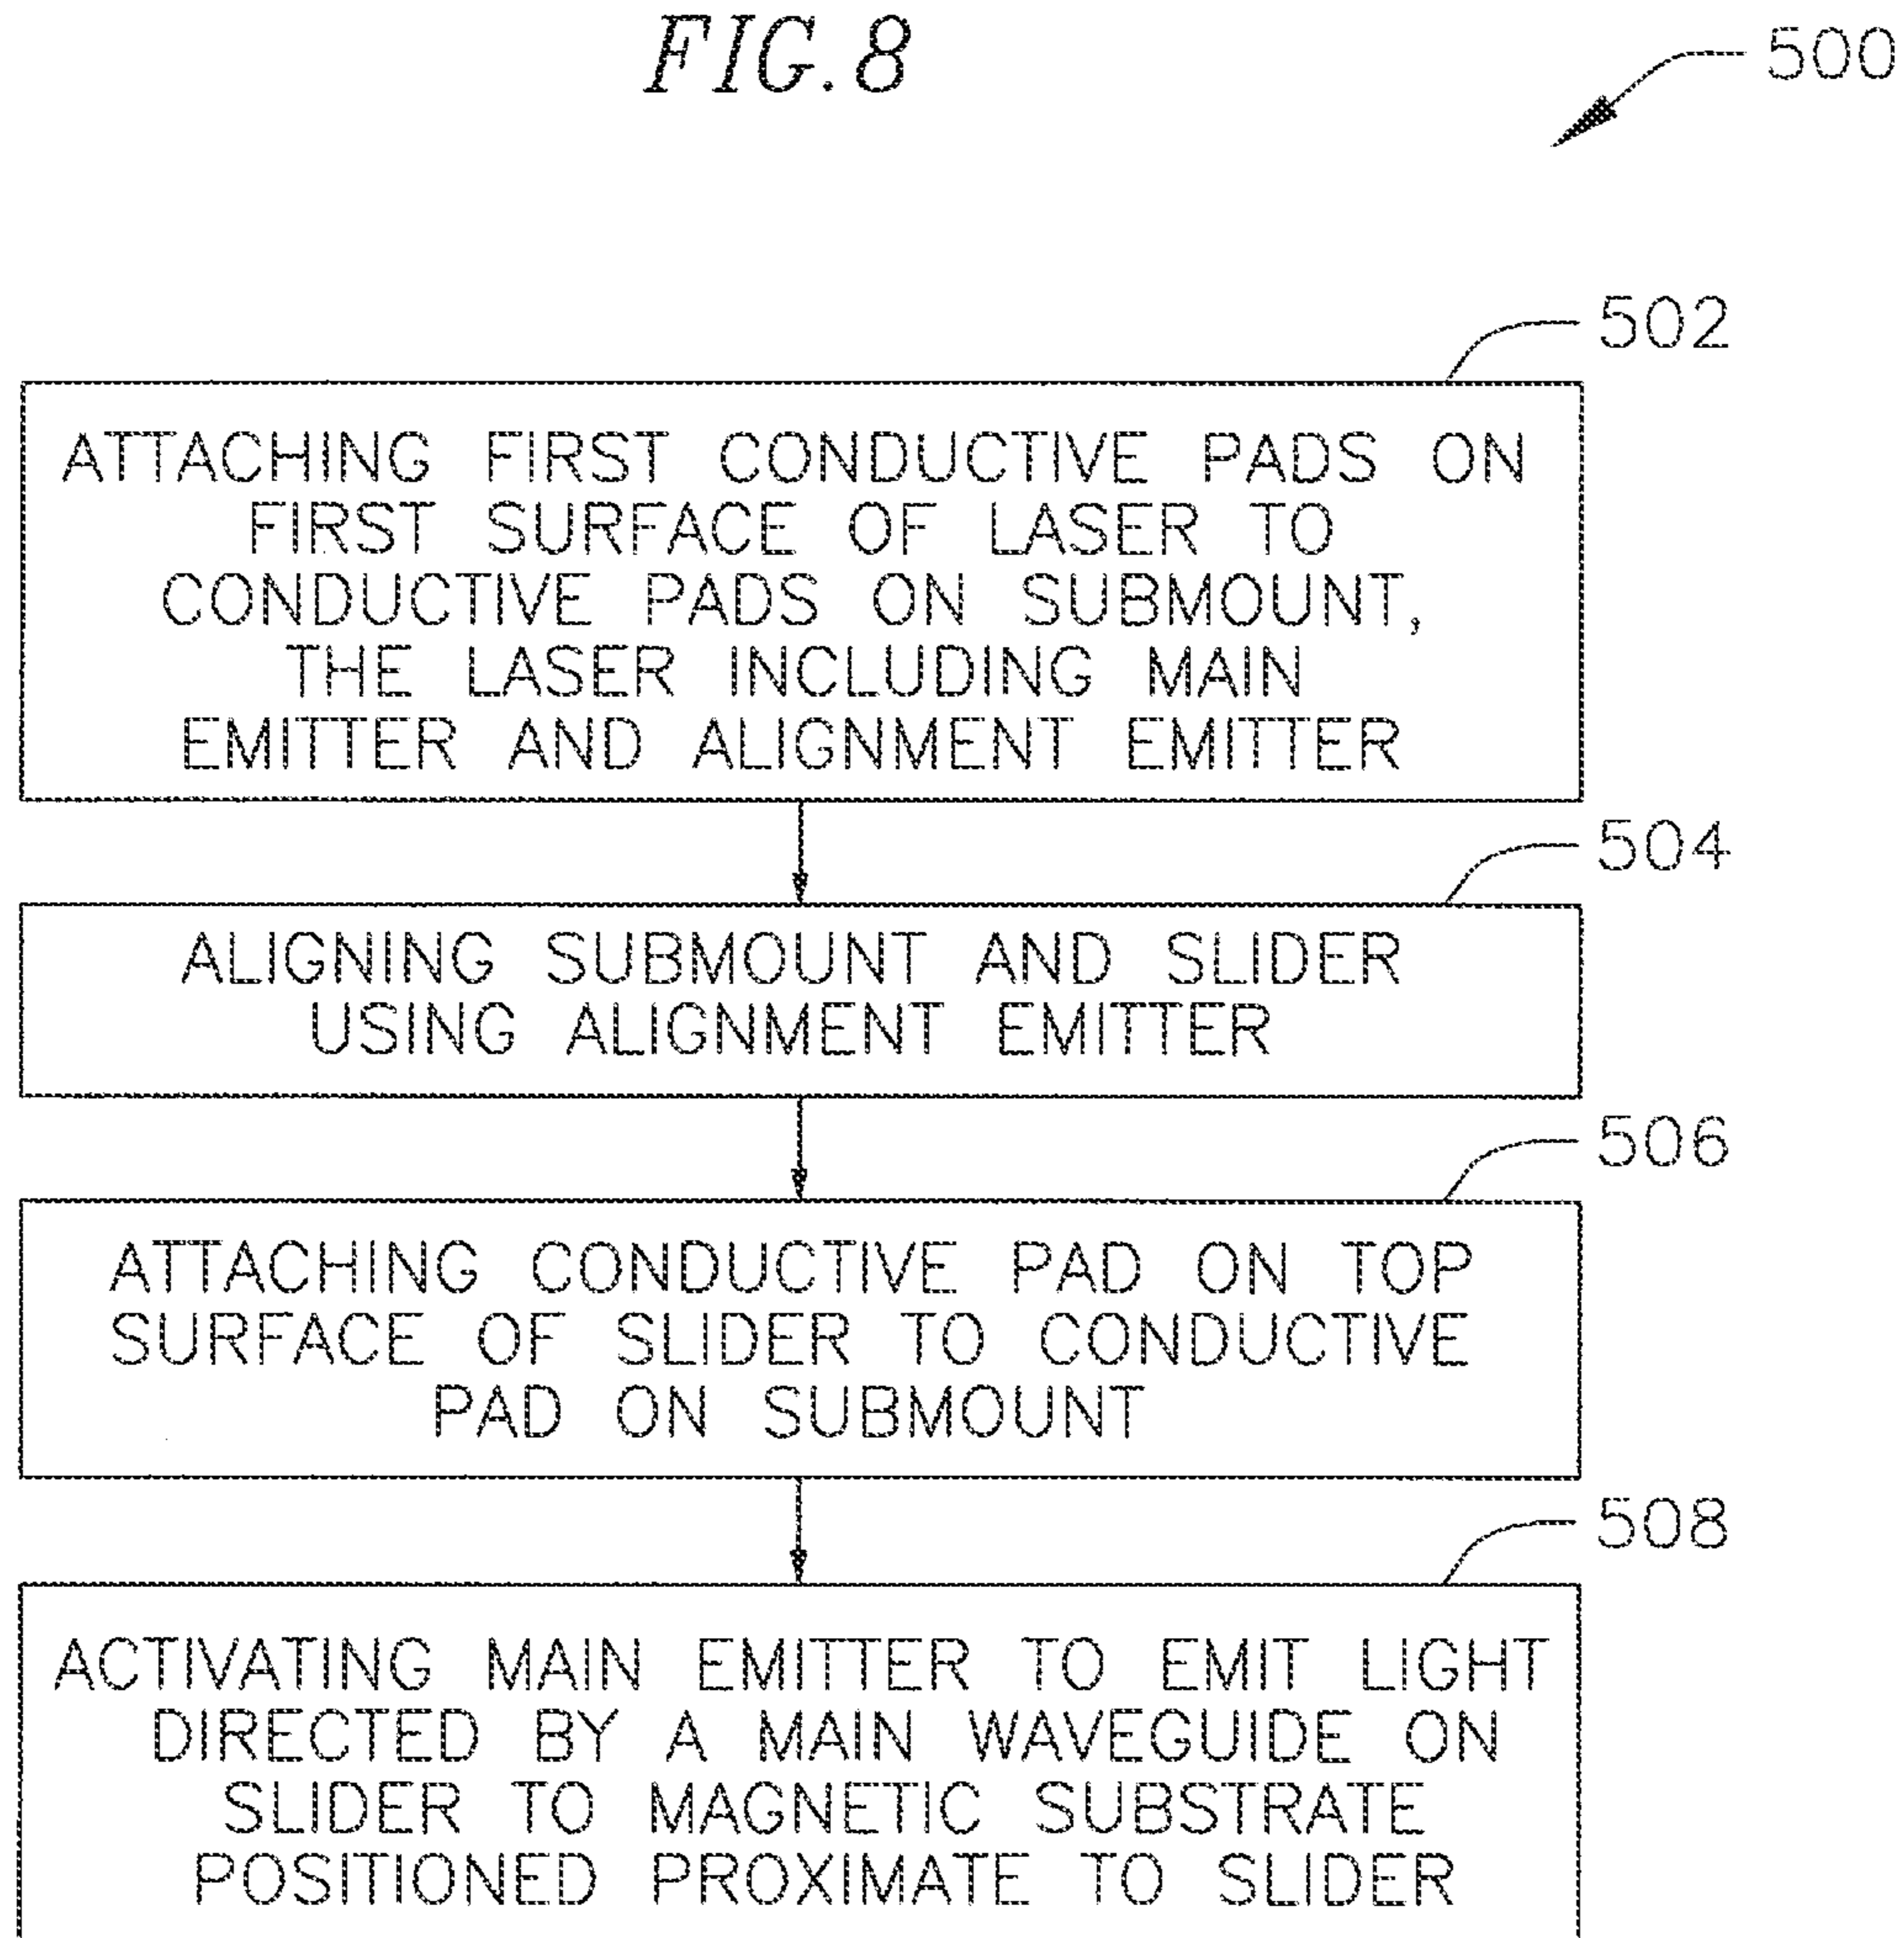 FIG. 8
500
502
ATTACHING FIRST CONDUCTIVE PADS ON
FIRST SURFACE OF LASER TO
CONDUCTIVE PADS ON SUBMOUNT,
THE LASER INCLUDING MAIN
EMITTER AND ALIGNMENT EMITTER
504
ALIGNING SUBMOUNT AND SLIDER
USING ALIGNMENT EMITTER
506
ATTACHING CONDUCTIVE PAD ON TOP
SURFACE OF SLIDER TO CONDUCTIVE
PAD ON SUBMOUNT
508
ACTIVATING MAIN EMITTER TO EMIT LIGHT
DIRECTED BY A MAIN WAVEGUIDE ON
SLIDER TO MAGNETIC SUBSTRATE
POSITIONED PROXIMATE TO SLIDER